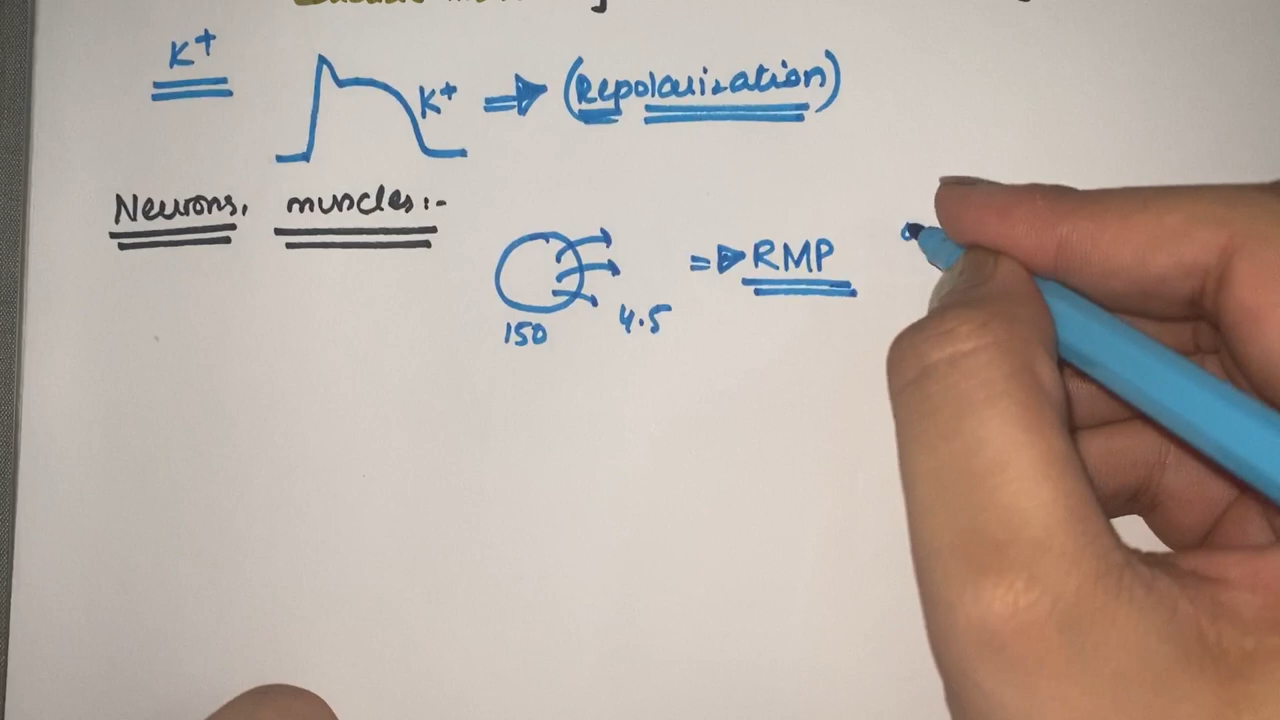 K+
K+ ⇒ (Repolarization)
Neurons, muscles:-
⇒ RMP
150 4.5